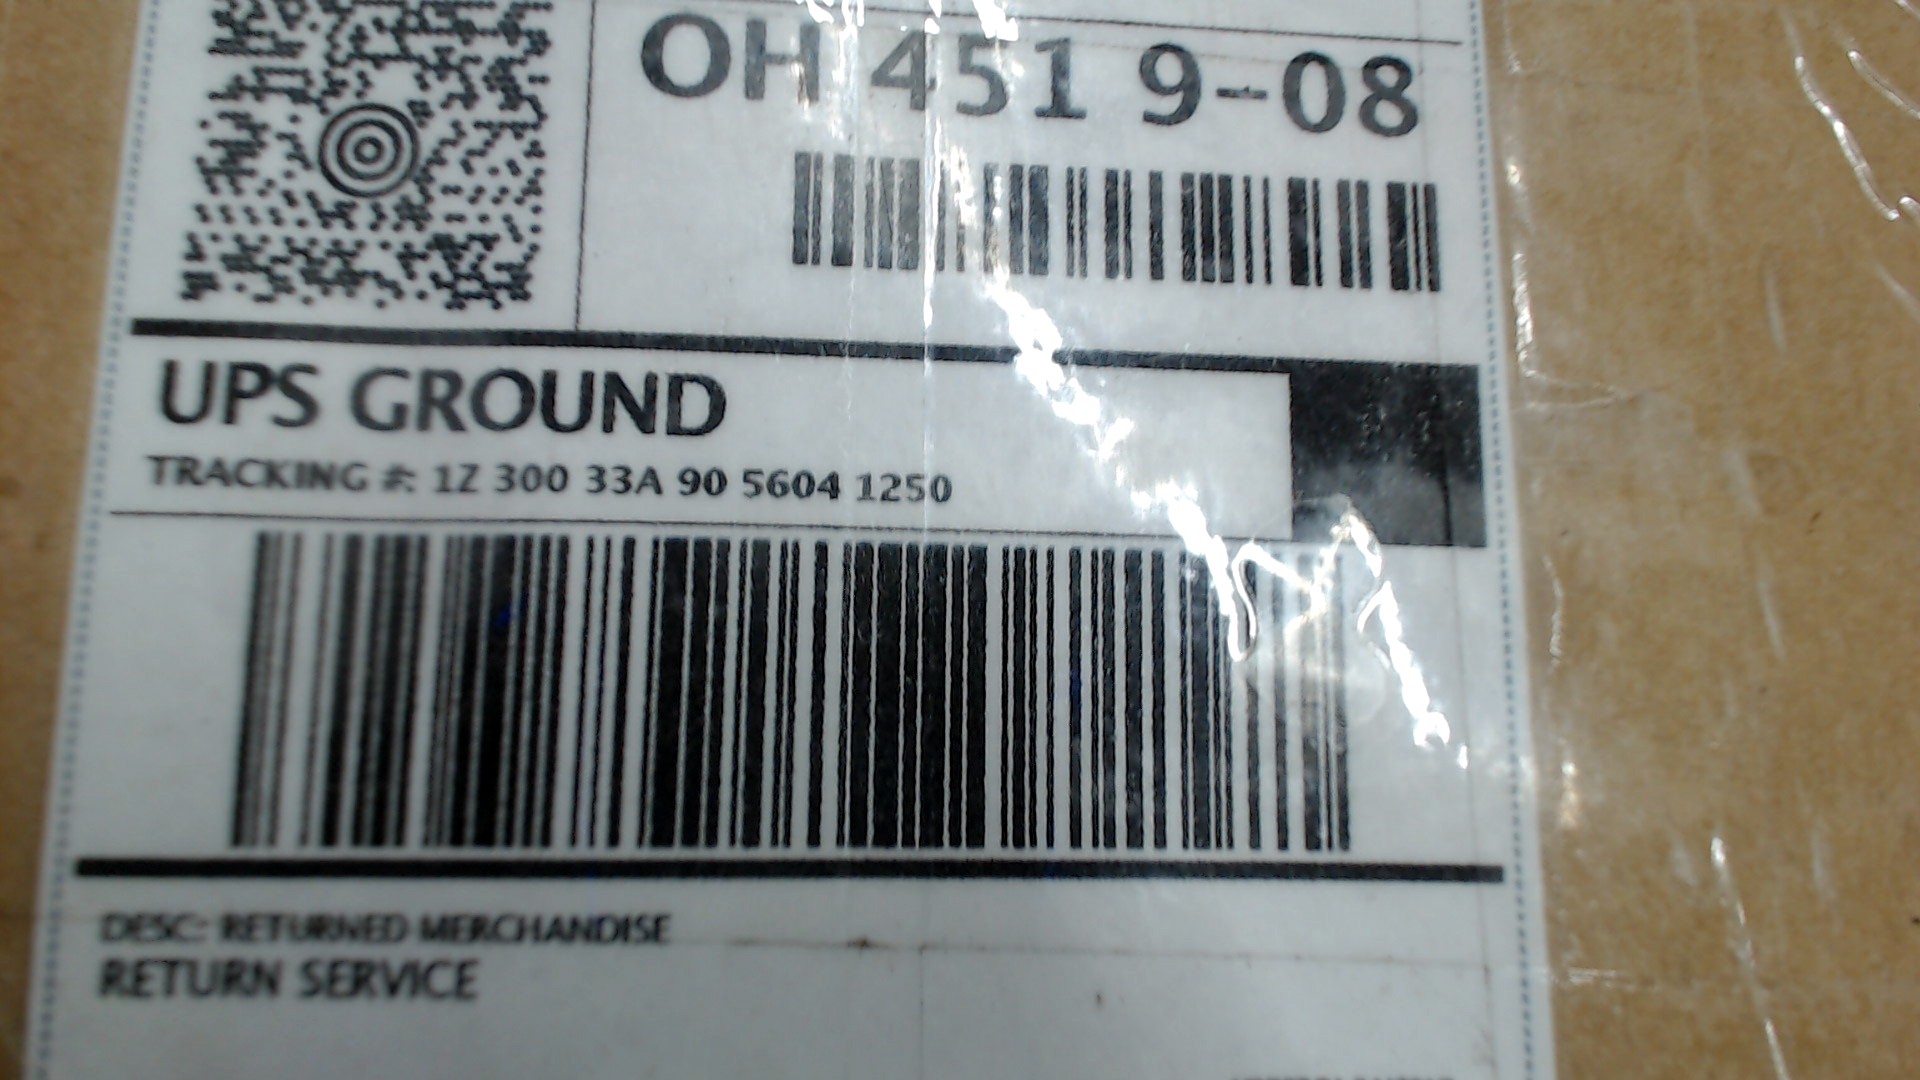 OH 451 9-08
UPS GROUND
TRACKING #: 1Z 300 33A 90 5604 1250
DESC: RETURNED MERCHANDISE
RETURN SERVICE